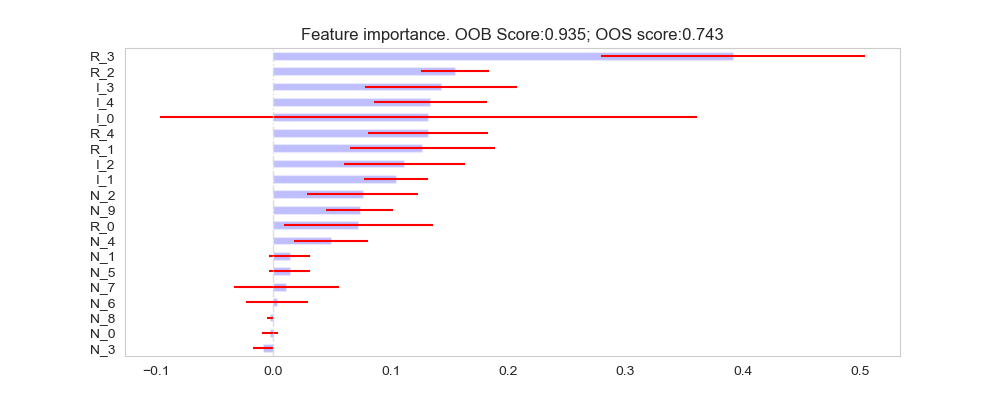 Feature importance. OOB Score:0.935; OOS score:0.743
R_3
R_2
I_3
I_4
I_0
R_4
R_1
I_2
I_1
N_2
N_9
R_0
N_4
N_1
N_5
N_7
N_6
N_8
N_0
N_3
−0.1 0.0 0.1 0.2 0.3 0.4 0.5